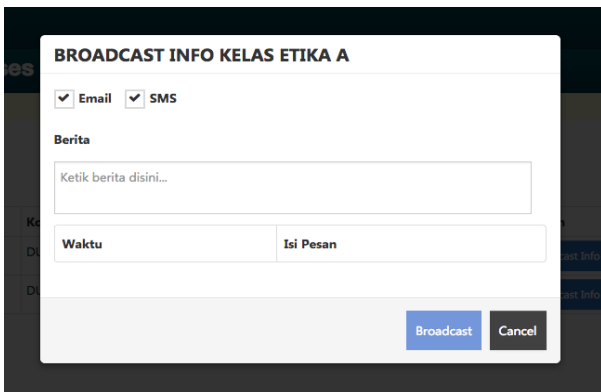 BROADCAST INFO KELAS ETIKA A
Email SMS
Berita
Ketik berita disini...
Waktu Isi Pesan
Broadcast Cancel